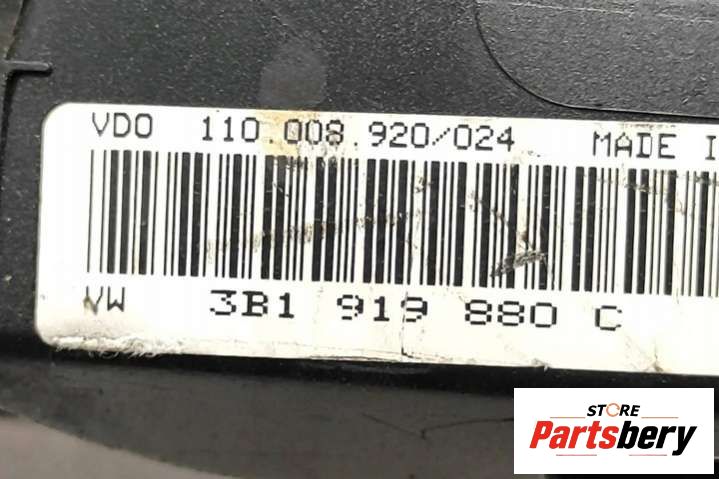 VDO 110.008.920/024 MADE I
VW 3B1 919 880 C
STORE
Partsbery